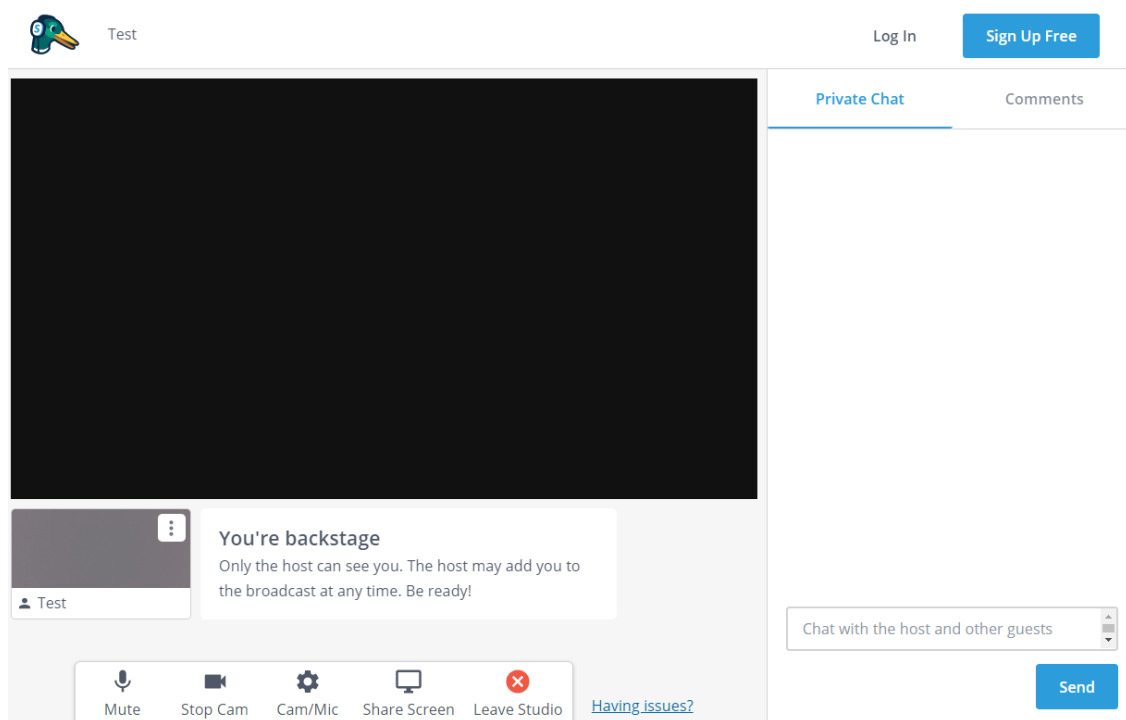 Test
Log In
Sign Up Free
Private Chat
Comments
You're backstage
Only the host can see you. The host may add you to
the broadcast at any time. Be ready!
Test
Chat with the host and other guests
Send
Mute
Stop Cam
Cam/Mic
Share Screen
Leave Studio
Having issues?